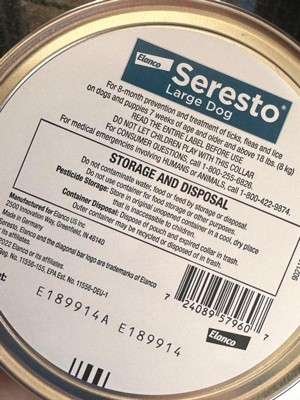 Elanco
Seresto®
Large Dog
For 8-month prevention and treatment of ticks, fleas and lice
on dogs and puppies 7 weeks of age and older and above 18 lbs. (8 kg)
READ THE ENTIRE LABEL BEFORE USE
DO NOT LET CHILDREN PLAY WITH THIS COLLAR
For CONSUMER QUESTIONS, call 1-800-255-6826.
For medical emergencies involving HUMANS or ANIMALS, call 1-800-422-9874.
STORAGE AND DISPOSAL
Do not contaminate water, food or feed by storage or disposal.
Do not use container for food storage or other purposes.
Pesticide Storage: Store in original unopened container in a cool, dry place
that is inaccessible to children.
Container Disposal: Dispose of pouch and expired collar in trash.
Outer container may be recycled or disposed of in trash.
Manufactured for Elanco US Inc.
2500 Innovation Way, Greenfield, IN 46140
Made in Germany
Seresto, Elanco and the diagonal bar logo are trademarks of Elanco
or its affiliates.
2022 Elanco or its affiliates
Reg. No. 11556-155, EPA Est. No. 11556-DEU-1
E189914A E189914
7 24089 57960 7
Elanco